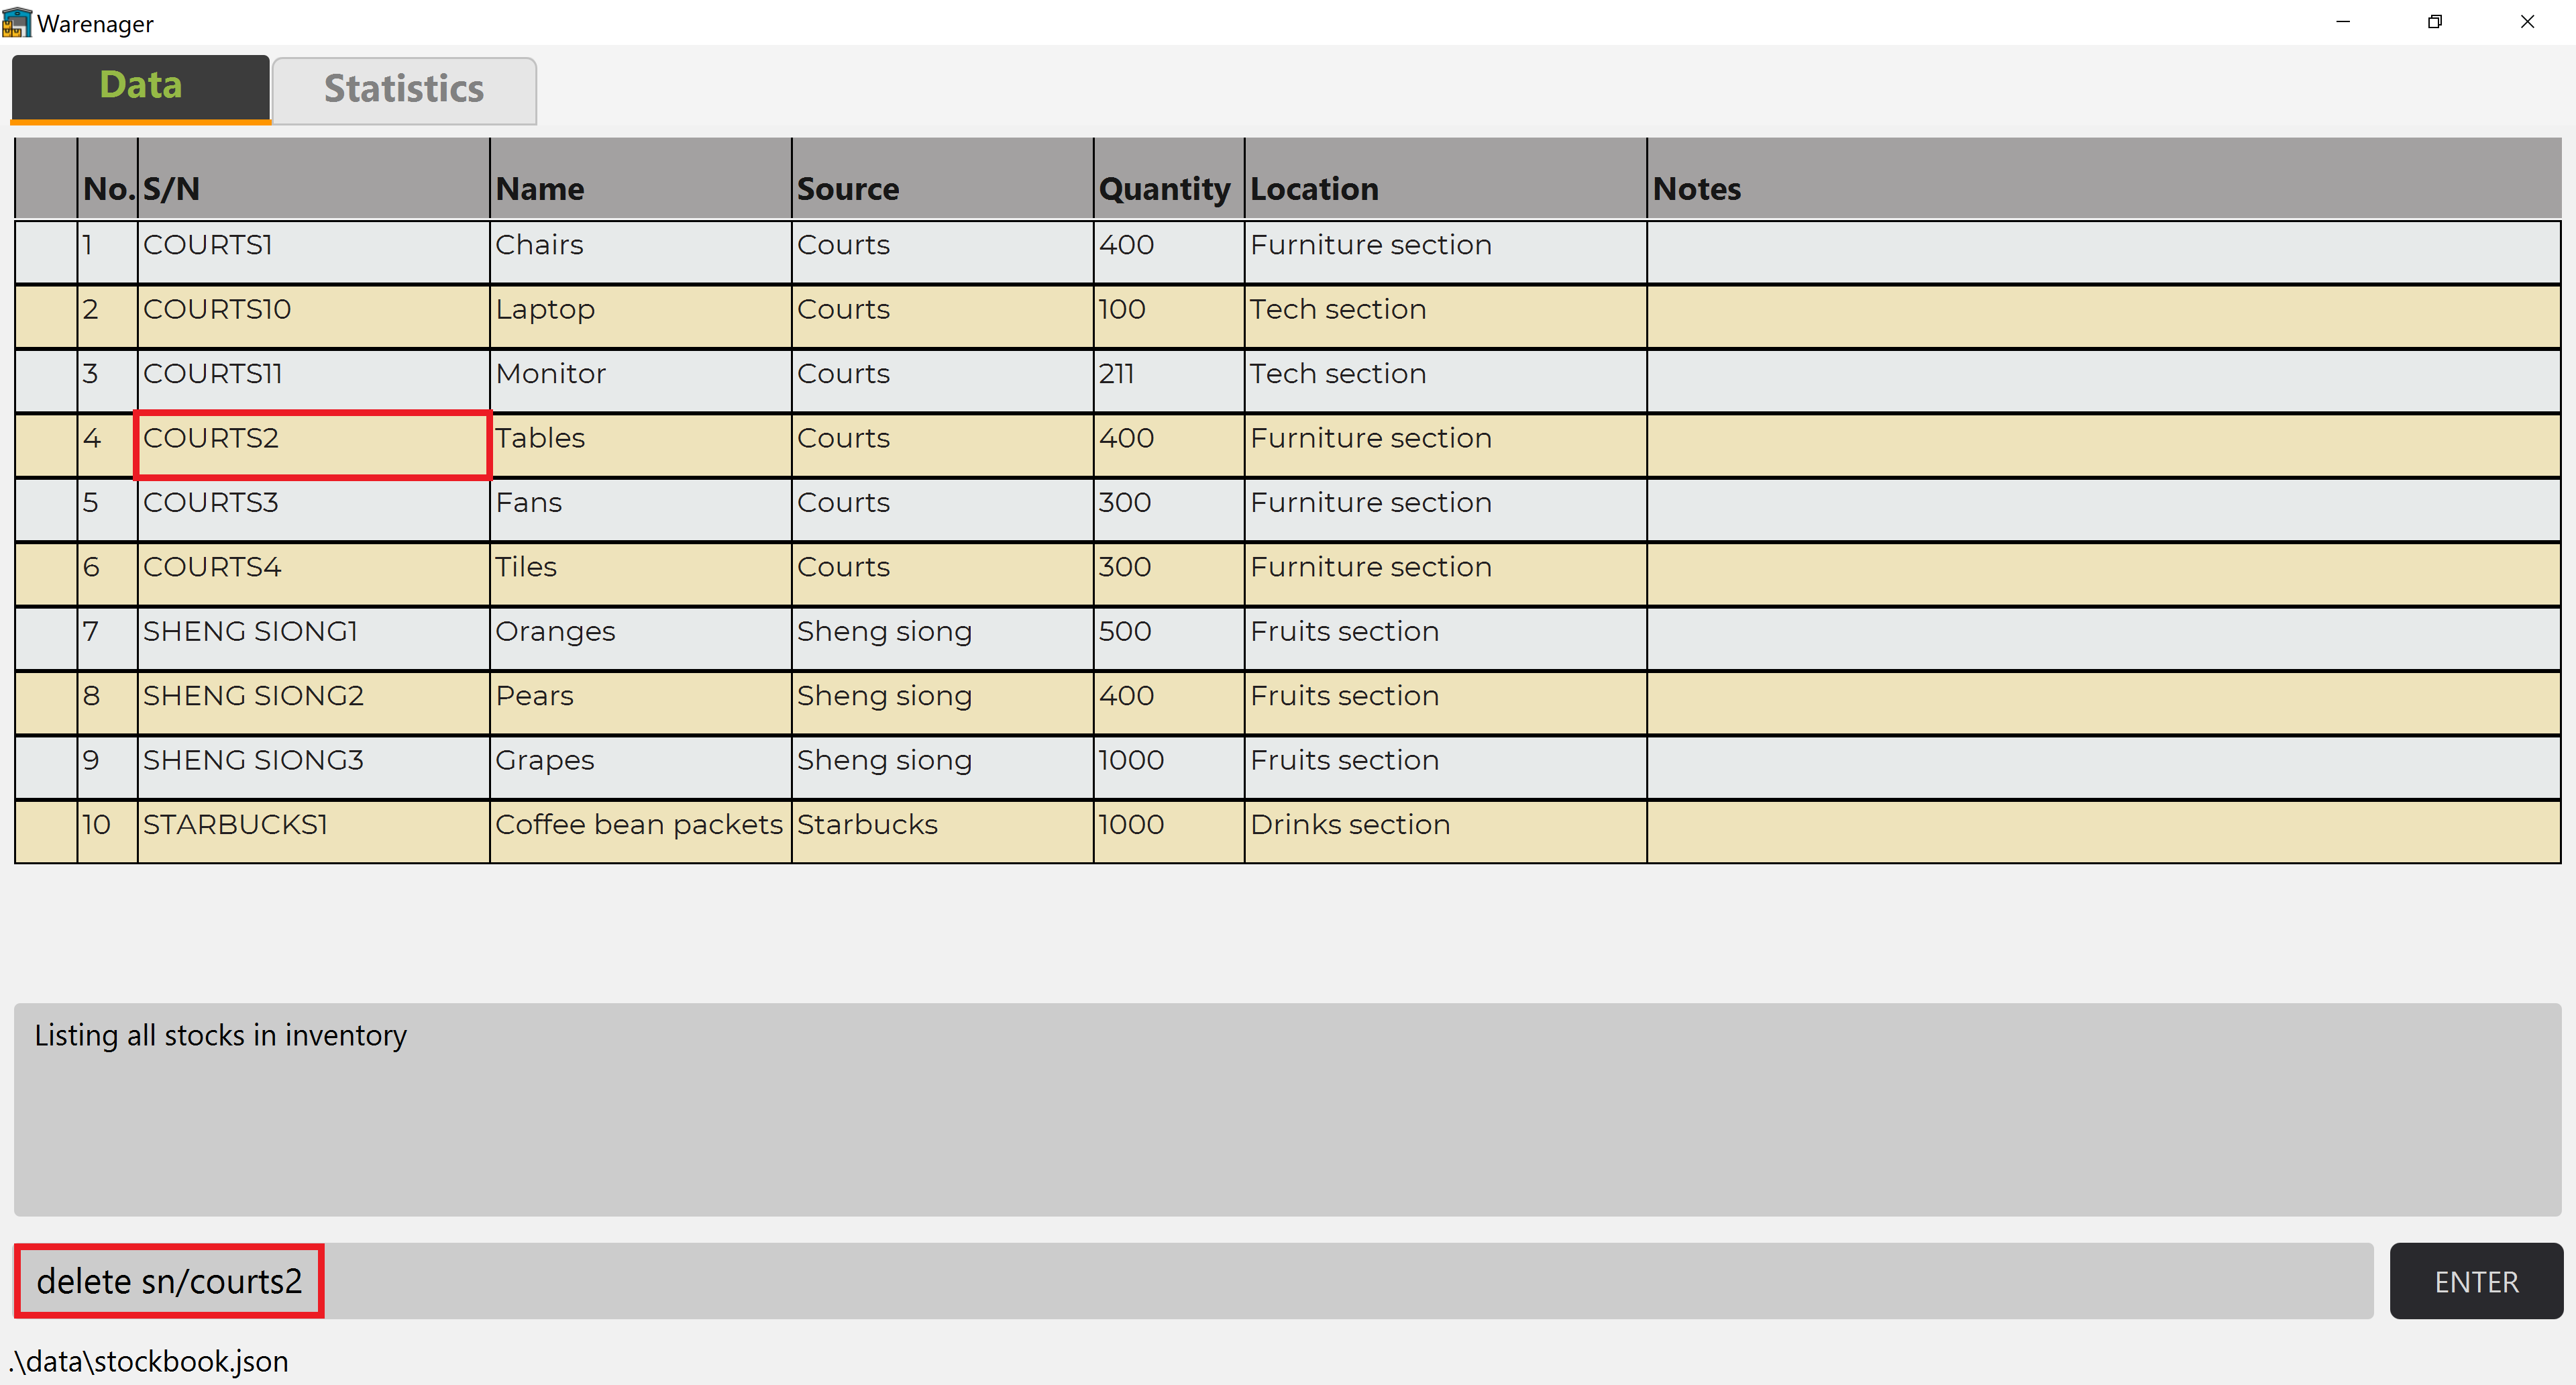 Warenager
Data Statistics
No. S/N Name Source Quantity Location Notes
1 COURTS1 Chairs Courts 400 Furniture section
2 COURTS10 Laptop Courts 100 Tech section
3 COURTS11 Monitor Courts 211 Tech section
4 COURTS2 Tables Courts 400 Furniture section
5 COURTS3 Fans Courts 300 Furniture section
6 COURTS4 Tiles Courts 300 Furniture section
7 SHENG SIONG1 Oranges Sheng siong 500 Fruits section
8 SHENG SIONG2 Pears Sheng siong 400 Fruits section
9 SHENG SIONG3 Grapes Sheng siong 1000 Fruits section
10 STARBUCKS1 Coffee bean packets Starbucks 1000 Drinks section
Listing all stocks in inventory
delete sn/courts2 ENTER
.\data\stockbook.json